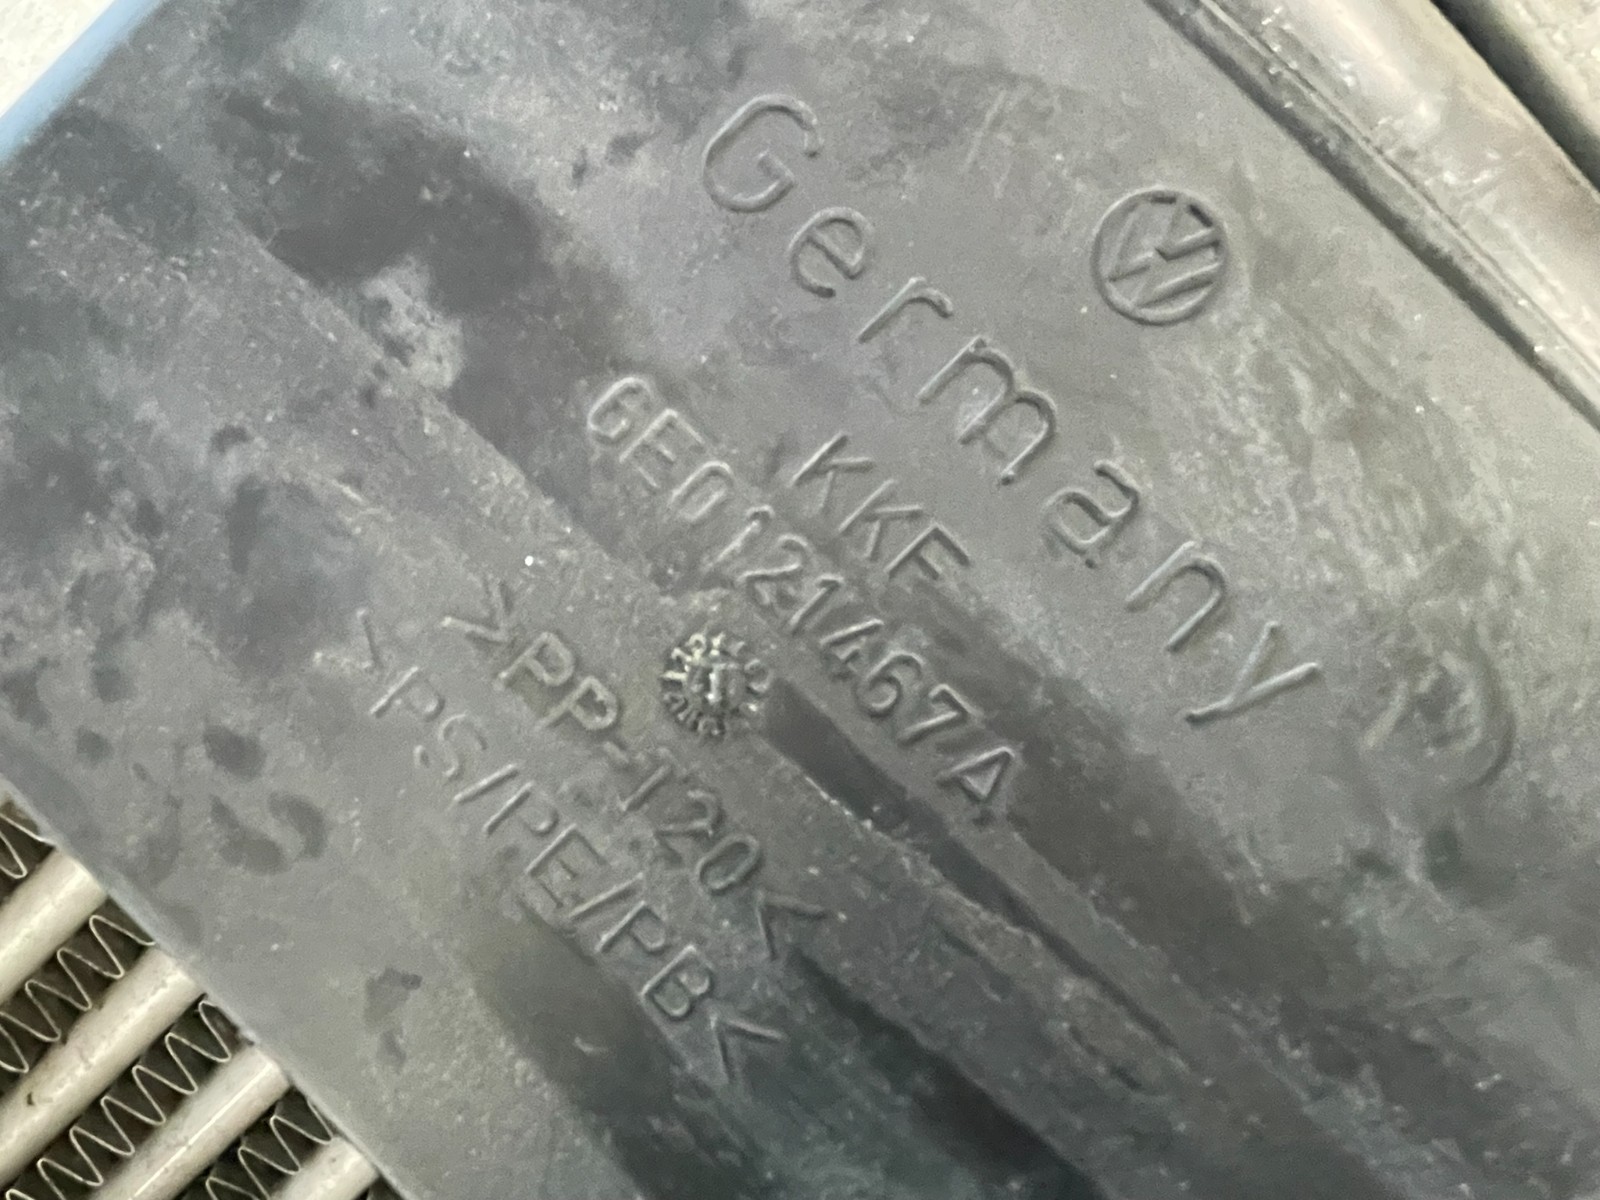 Germany
KKF
6E0121467A
>PP-T20<
>PS/PE/PB<